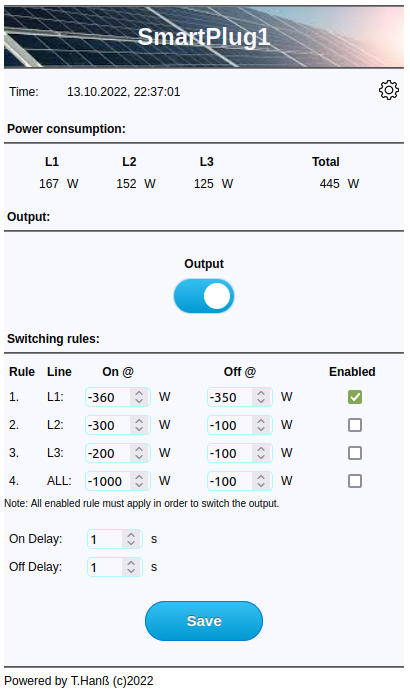 SmartPlug1
Time: 13.10.2022, 22:37:01
Power consumption:
L1 L2 L3 Total
167 W 152 W 125 W 445 W
Output:
Output
Switching rules:
Rule Line On @ Off @ Enabled
1. L1: -360 W -350 W
2. L2: -300 W -100 W
3. L3: -200 W -100 W
4. ALL: -1000 W -100 W
Note: All enabled rule must apply in order to switch the output.
On Delay: 1 s
Off Delay: 1 s
Save
Powered by T.Hanß (c)2022